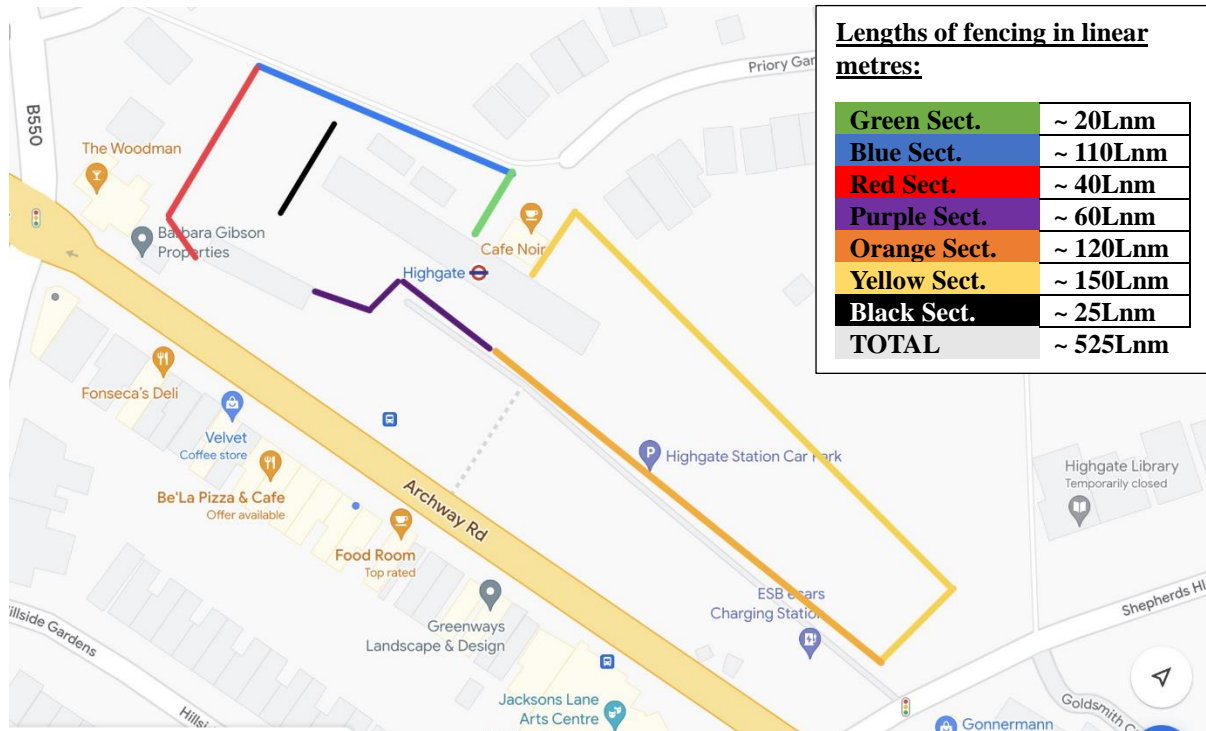 Lengths of fencing in linear
metres:
Green Sect. ~ 20Lnm
Blue Sect. ~ 110Lnm
Red Sect. ~ 40Lnm
Purple Sect. ~ 60Lnm
Orange Sect. ~ 120Lnm
Yellow Sect. ~ 150Lnm
Black Sect. ~ 25Lnm
TOTAL ~ 525Lnm
Priory Gar
B550
The Woodman
Barbara Gibson
Properties
Cafe Noir
Highgate
Fonseca's Deli
Velvet
Coffee store
Highgate Station Car Park
Highgate Library
Temporarily closed
Be'La Pizza & Cafe
Offer available
Archway Rd
Food Room
Top rated
ESB ecars
Charging Station
Shepherds Hl
Greenways
Landscape & Design
illside Gardens
Hills
Jacksons Lane
Arts Centre
Goldsmith C
Gonnermann